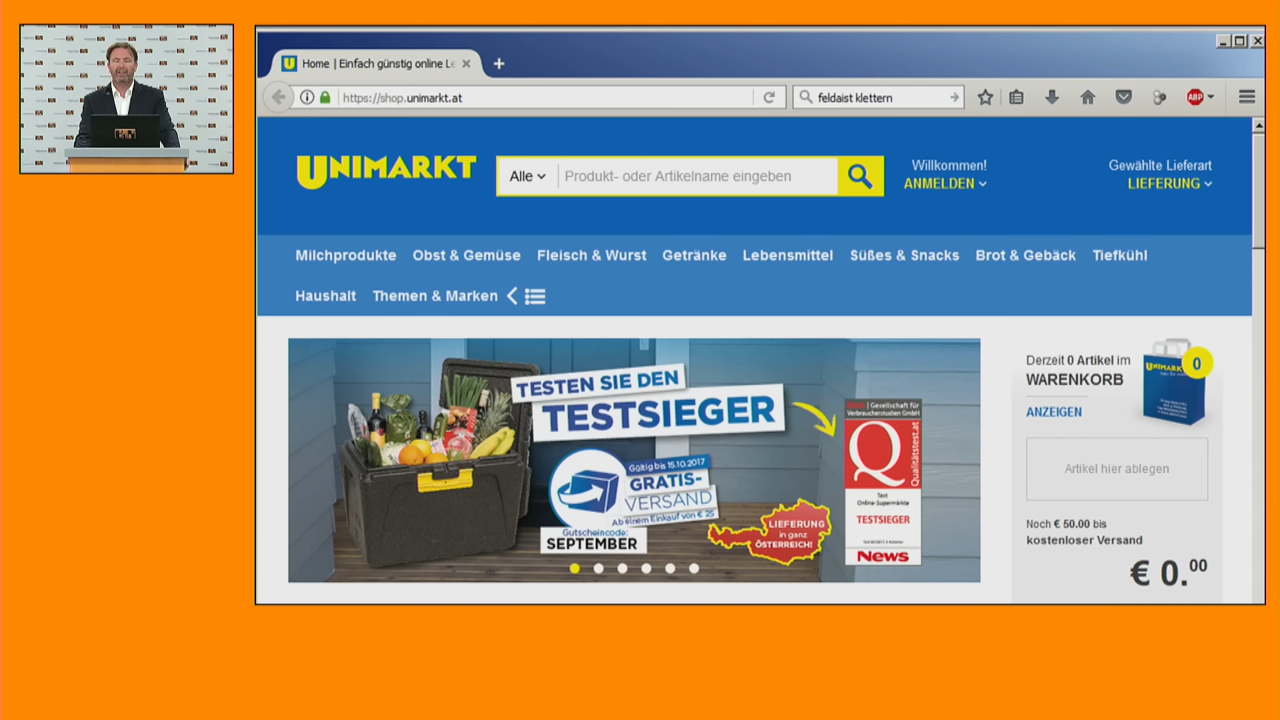 Home | Einfach günstig online Le
https://shop.unimarkt.at
feldaist klettern
ABP
UNIMARKT
Alle
Produkt- oder Artikelname eingeben
Willkommen!
ANMELDEN
Gewählte Lieferart
LIEFERUNG
Milchprodukte Obst & Gemüse Fleisch & Wurst Getränke Lebensmittel Süßes & Snacks Brot & Gebäck Tiefkühl
Haushalt Themen & Marken
TESTEN SIE DEN
TESTSIEGER
Gültig bis 15.10.2017
GRATIS-
VERSAND
Ab einem Einkauf von € 25
Gutscheincode:
SEPTEMBER
LIEFERUNG
in ganz
ÖSTERREICH!
Gesellschaft für
Verbraucherstudien GmbH
Q
Qualitätstest.at
Test
Online-Supermärkte
TESTSIEGER
News
Derzeit 0 Artikel im
WARENKORB
ANZEIGEN
UNIMARKT
0
Artikel hier ablegen
Noch € 50.00 bis
kostenloser Versand
€ 0.00